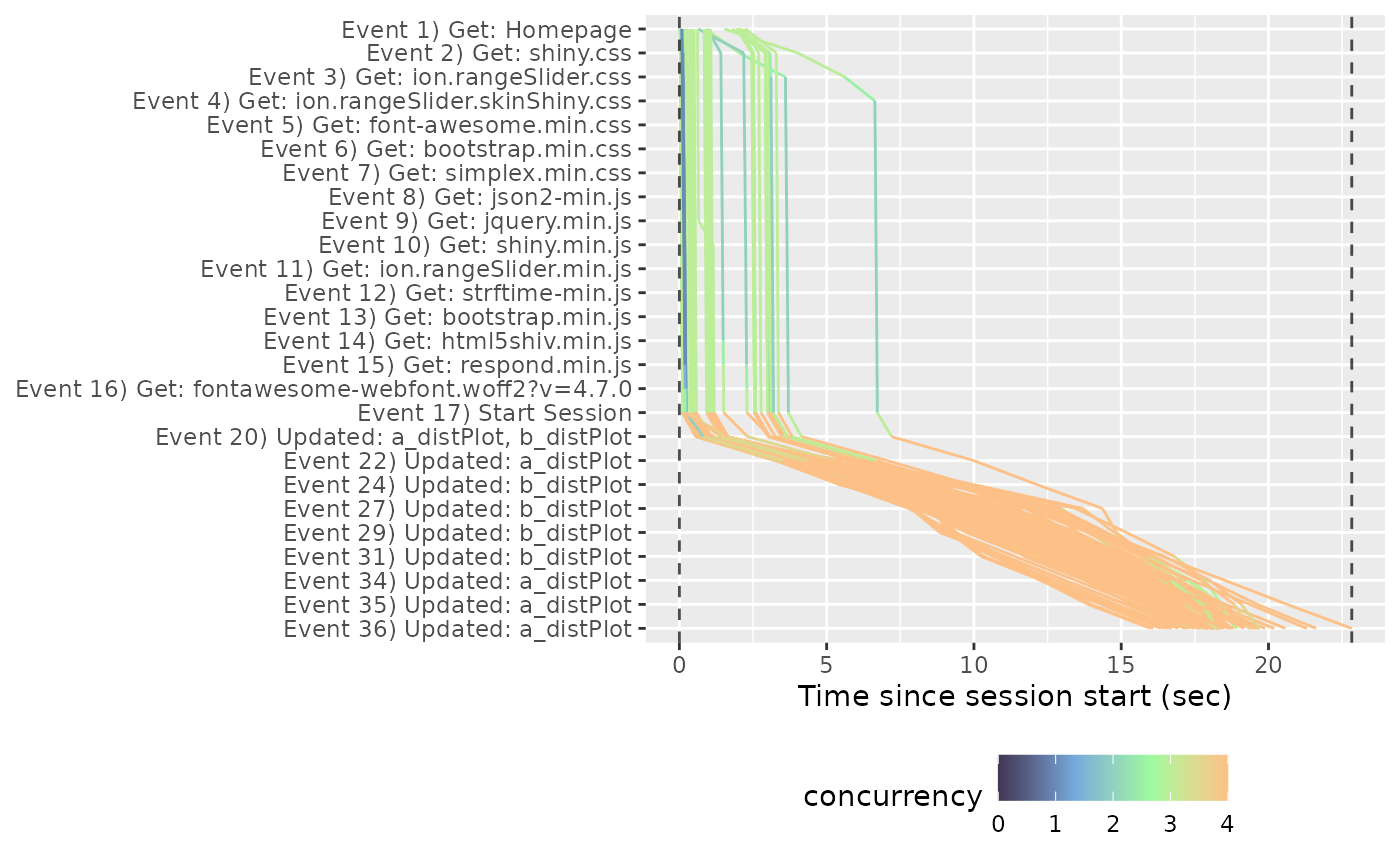 Event 1) Get: Homepage
Event 2) Get: shiny.css
Event 3) Get: ion.rangeSlider.css
Event 4) Get: ion.rangeSlider.skinShiny.css
Event 5) Get: font-awesome.min.css
Event 6) Get: bootstrap.min.css
Event 7) Get: simplex.min.css
Event 8) Get: json2-min.js
Event 9) Get: jquery.min.js
Event 10) Get: shiny.min.js
Event 11) Get: ion.rangeSlider.min.js
Event 12) Get: strftime-min.js
Event 13) Get: bootstrap.min.js
Event 14) Get: html5shiv.min.js
Event 15) Get: respond.min.js
Event 16) Get: fontawesome-webfont.woff2?v=4.7.0
Event 17) Start Session
Event 20) Updated: a_distPlot, b_distPlot
Event 22) Updated: a_distPlot
Event 24) Updated: b_distPlot
Event 27) Updated: b_distPlot
Event 29) Updated: b_distPlot
Event 31) Updated: b_distPlot
Event 34) Updated: a_distPlot
Event 35) Updated: a_distPlot
Event 36) Updated: a_distPlot
0 5 10 15 20
Time since session start (sec)
concurrency
0 1 2 3 4